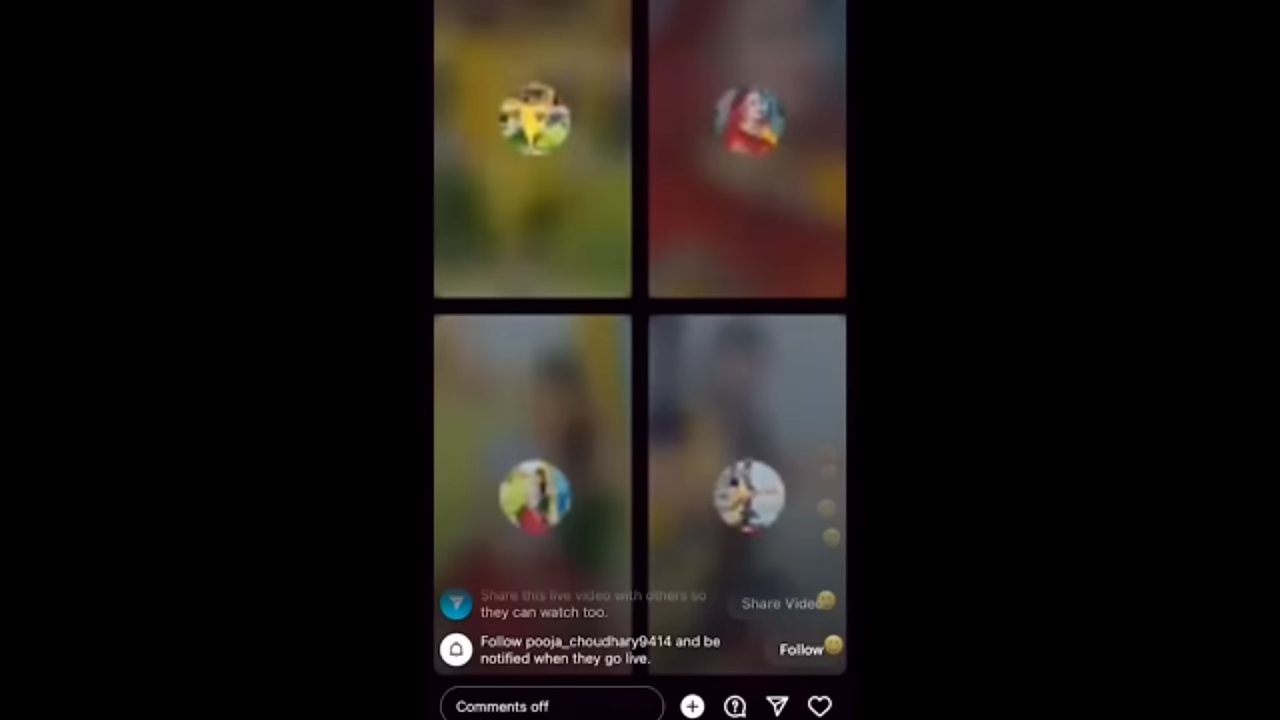 Share this live video with others so
they can watch too.
Share Video
Follow pooja_choudhary9414 and be
notified when they go live.
Follow
Comments off